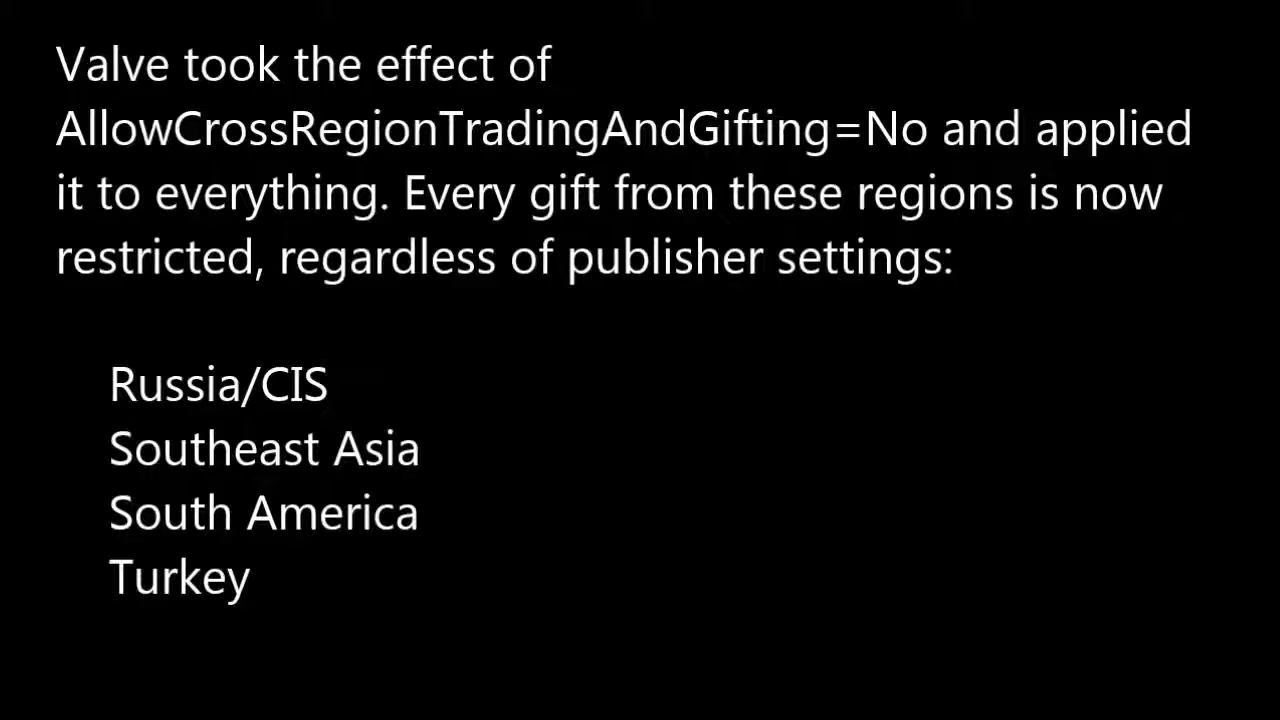 Valve took the effect of
AllowCrossRegionTradingAndGifting=No and applied
it to everything. Every gift from these regions is now
restricted, regardless of publisher settings:
Russia/CIS
Southeast Asia
South America
Turkey